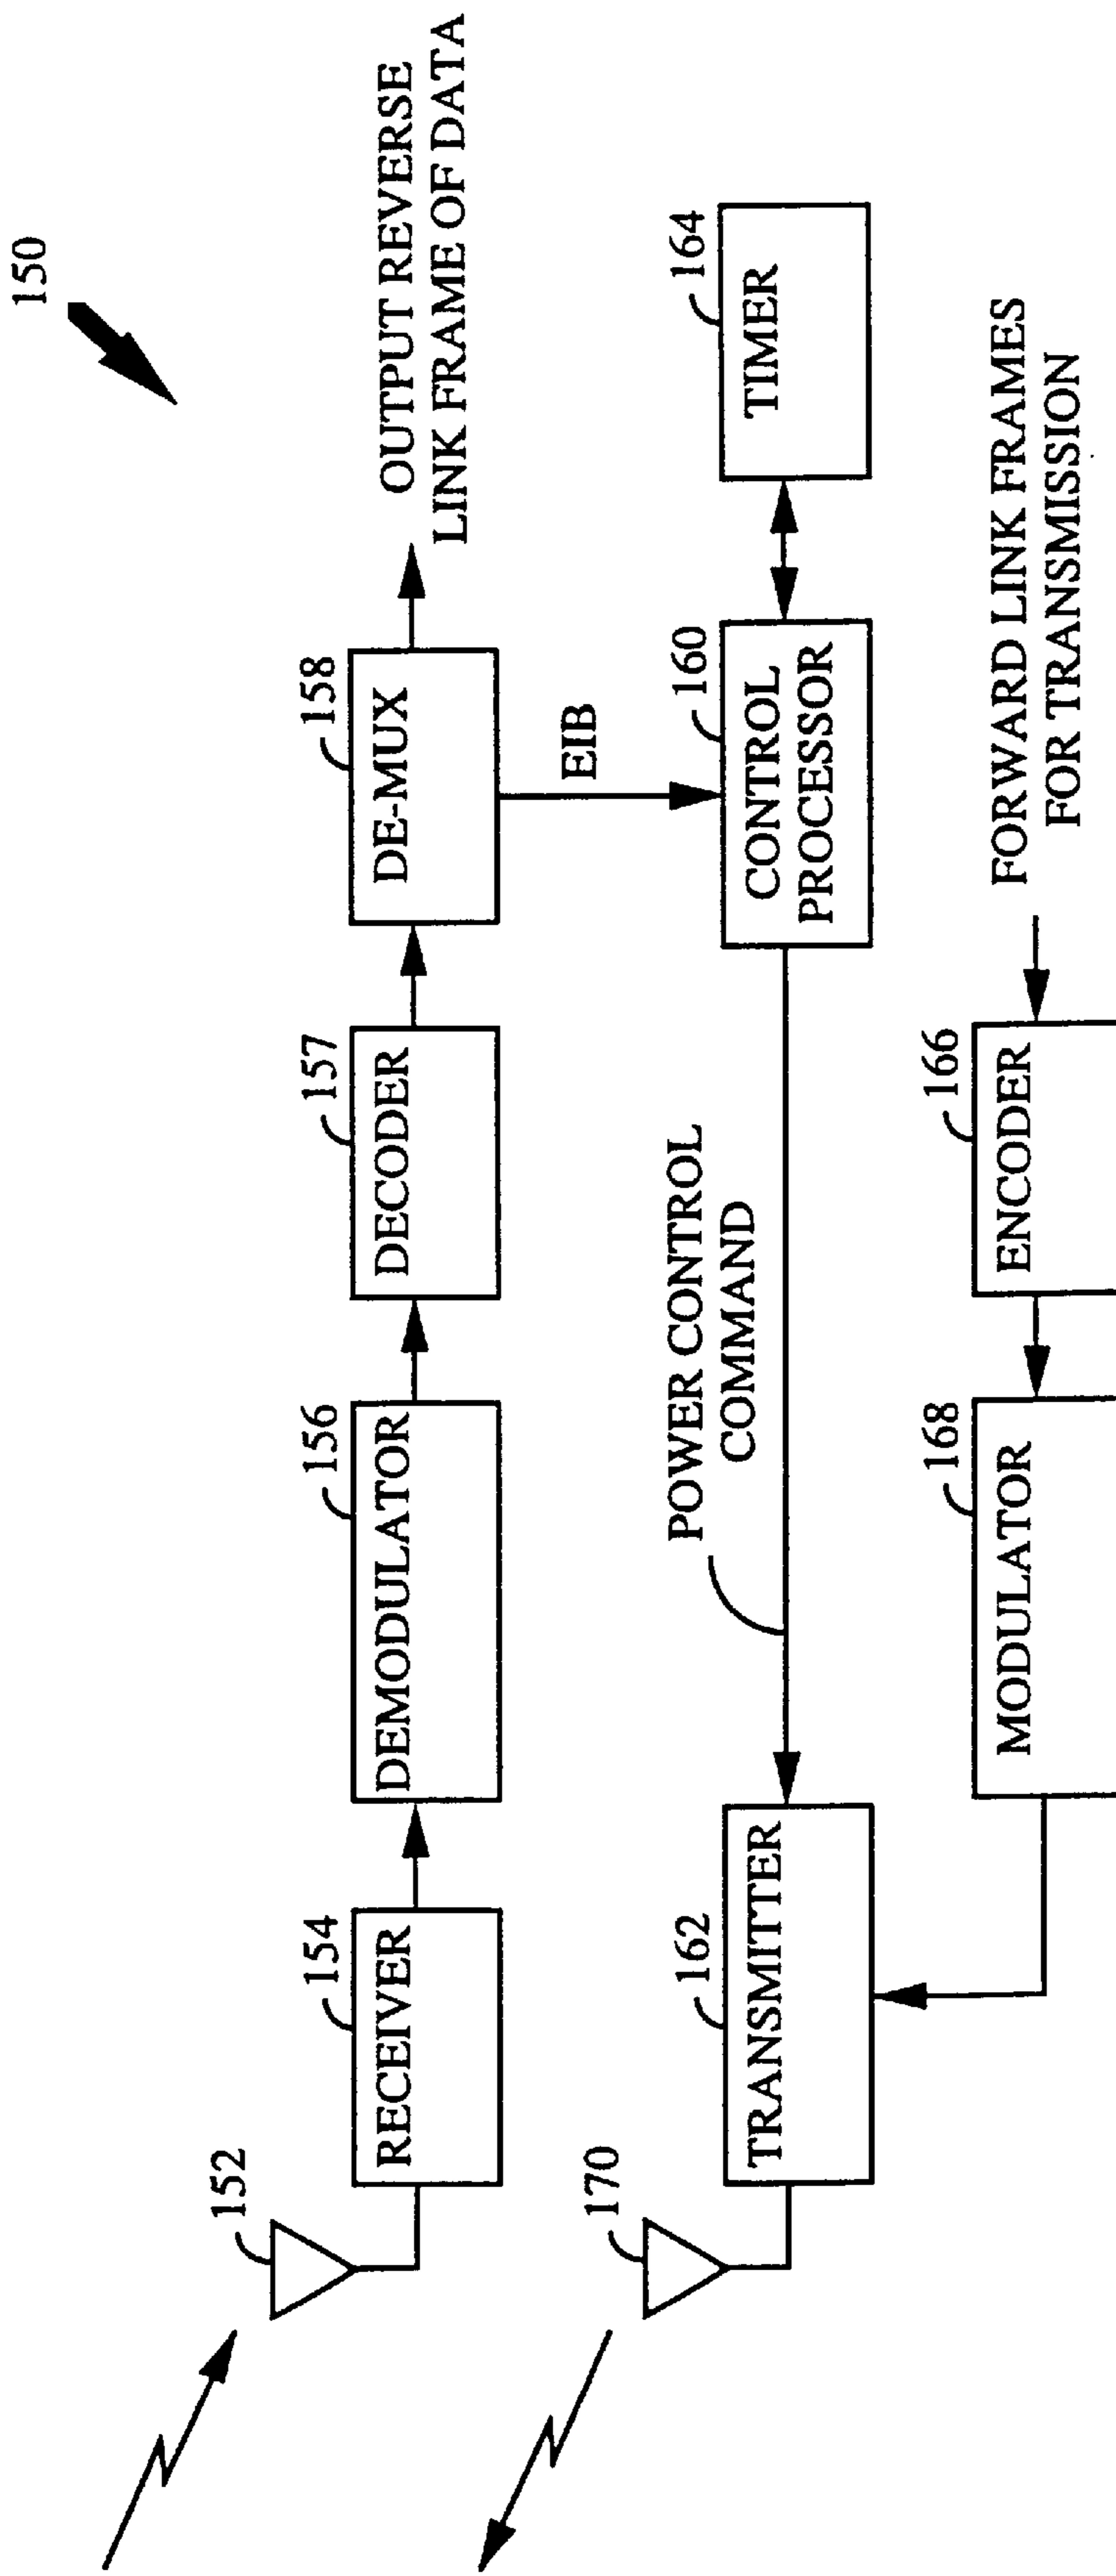 150
152
154
RECEIVER
156
DEMODULATOR
157
DECODER
158
DE-MUX
OUTPUT REVERSE
LINK FRAME OF DATA
EIB
170
162
TRANSMITTER
POWER CONTROL
COMMAND
160
CONTROL
PROCESSOR
164
TIMER
168
MODULATOR
166
ENCODER
FORWARD LINK FRAMES
FOR TRANSMISSION